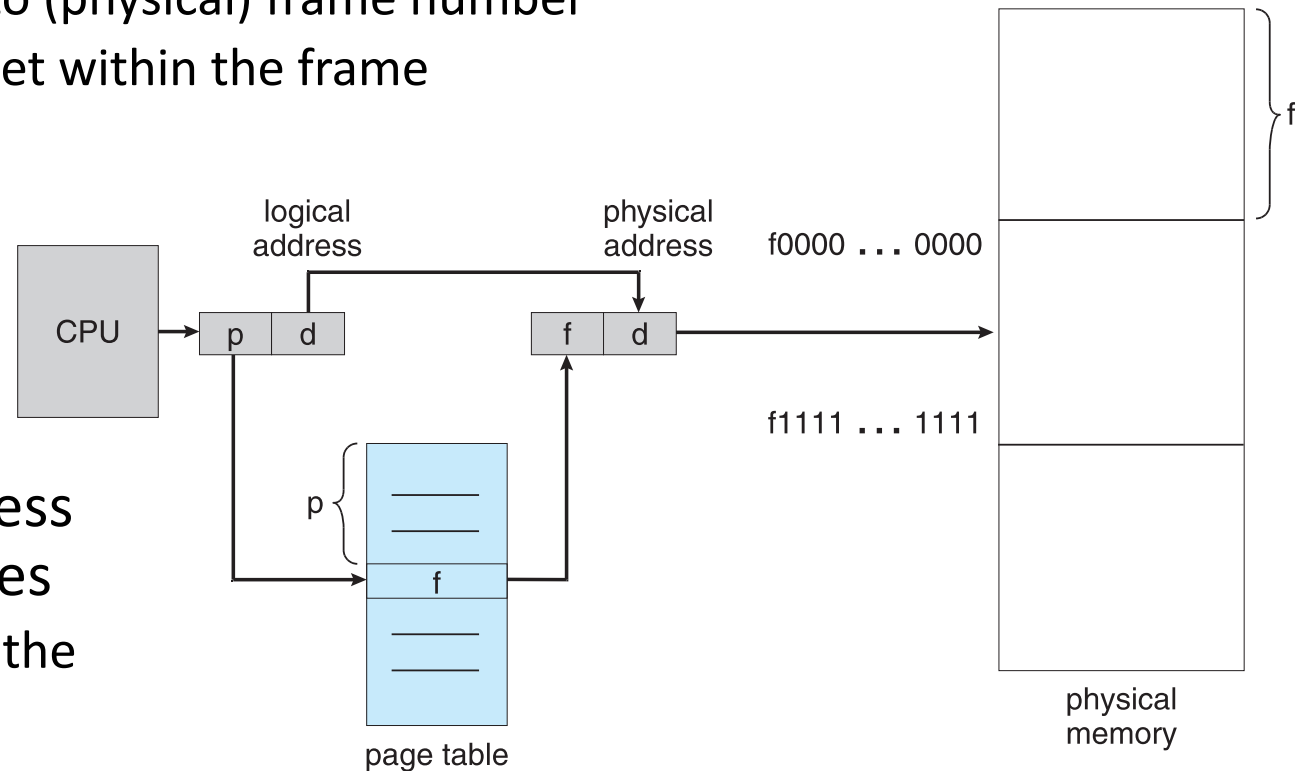 to (physical) frame number
et within the frame
f
logical
address
physical
address
f0000 ... 0000
CPU
p d
f d
f1111 ... 1111
ess
p
es
f
the
physical
memory
page table